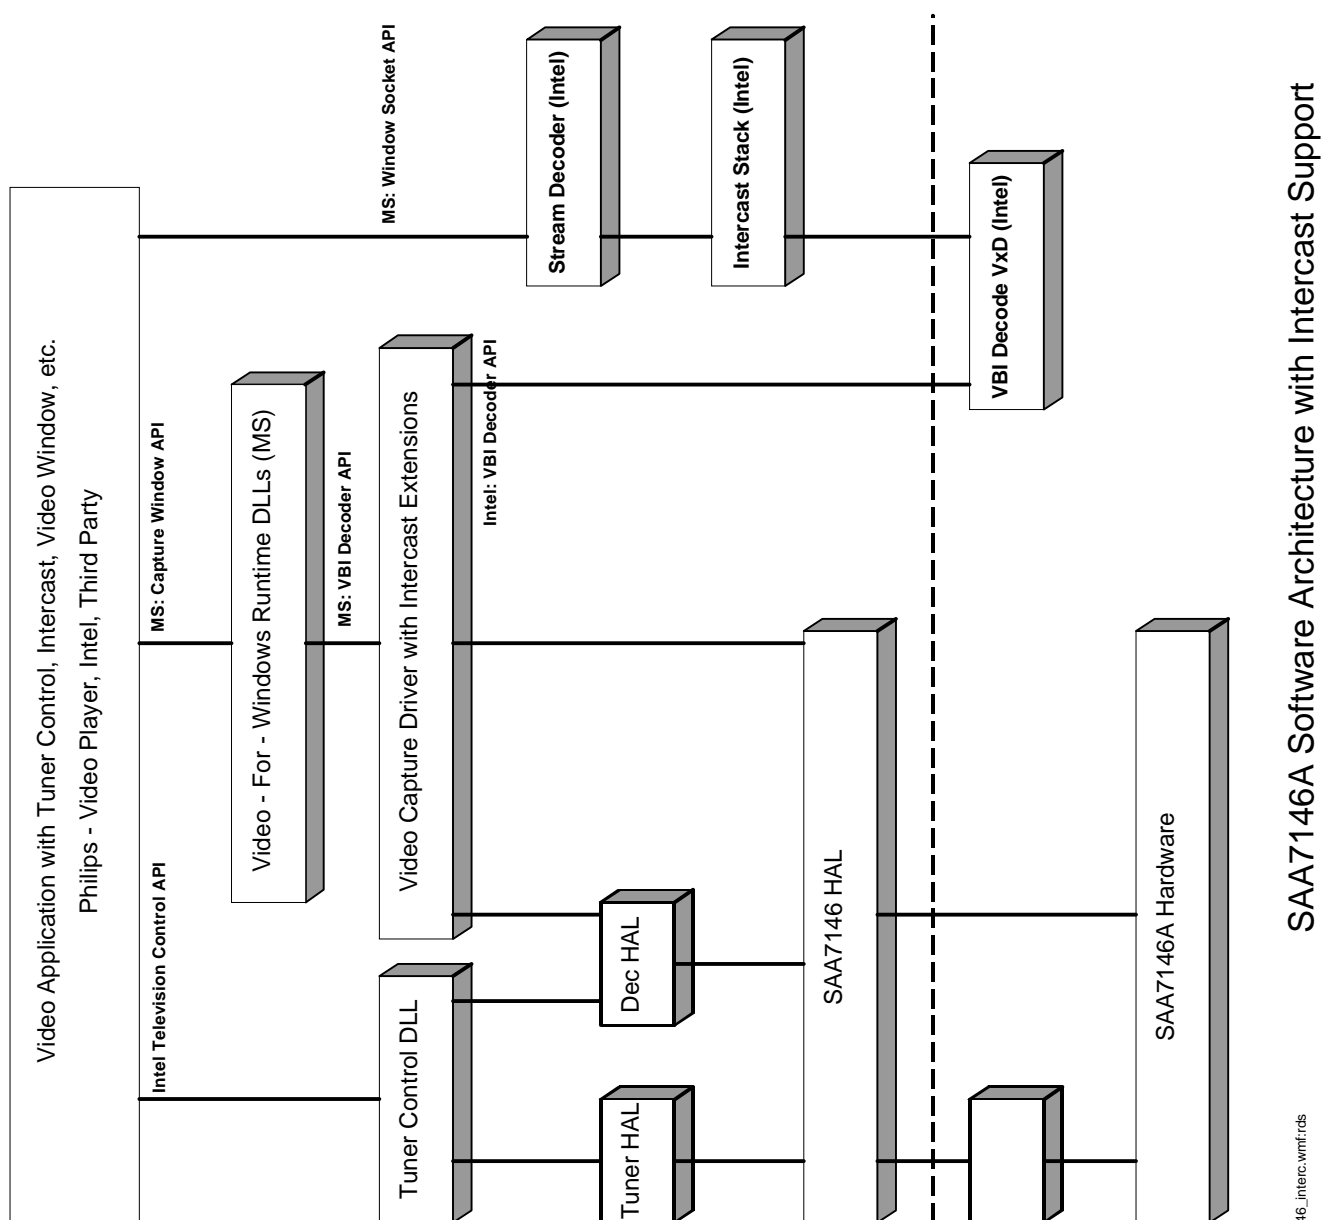 Video Application with Tuner Control, Intercast, Video Window, etc.
Philips - Video Player, Intel, Third Party
Intel Television Control API
MS: Capture Window API
MS: Window Socket API
Video - For - Windows Runtime DLLs (MS)
MS: VBI Decoder API
Tuner Control DLL
Video Capture Driver with Intercast Extensions
Intel: VBI Decoder API
Stream Decoder (Intel)
Tuner HAL
Dec HAL
Intercast Stack (Intel)
SAA7146 HAL
VBI Decode VxD (Intel)
SAA7146A Hardware
SAA7146A Software Architecture with Intercast Support
46_interc.wmf:rds